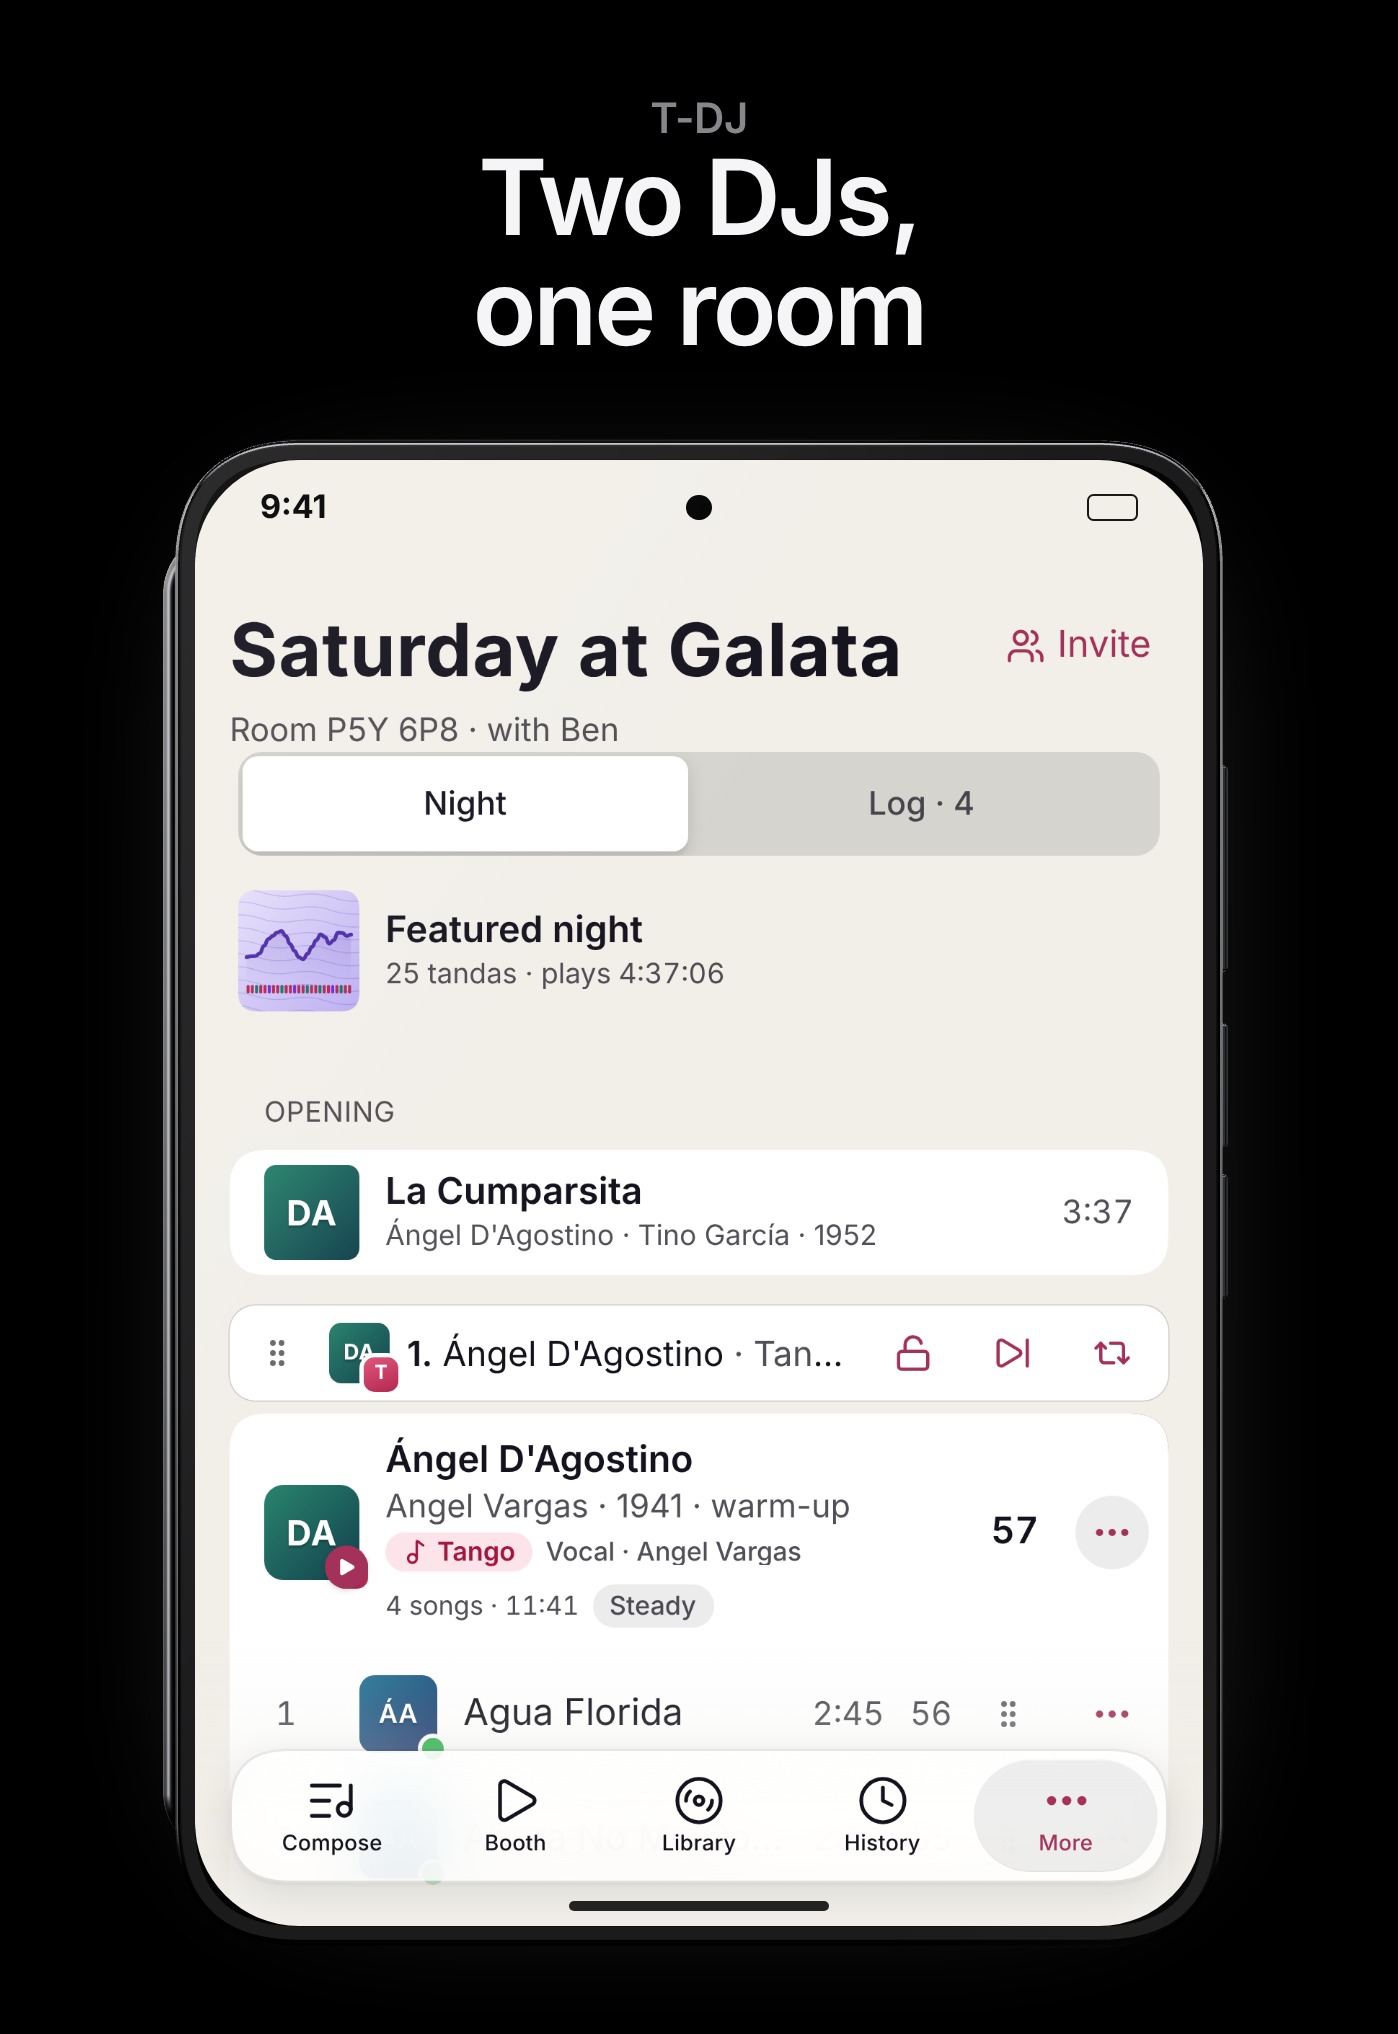 T-DJ
Two DJs,
one room
9:41
Saturday at Galata
Invite
Room P5Y 6P8 · with Ben
Night
Log · 4
Featured night
25 tandas · plays 4:37:06
OPENING
DA
La Cumparsita
3:37
Ángel D'Agostino · Tino García · 1952
DA
T
1. Ángel D'Agostino · Tan...
Ángel D'Agostino
Angel Vargas · 1941 · warm-up
DA
57
Tango
Vocal · Angel Vargas
4 songs · 11:41
Steady
1
ÁA
Agua Florida
2:45
56
Compose
Booth
Library
History
More